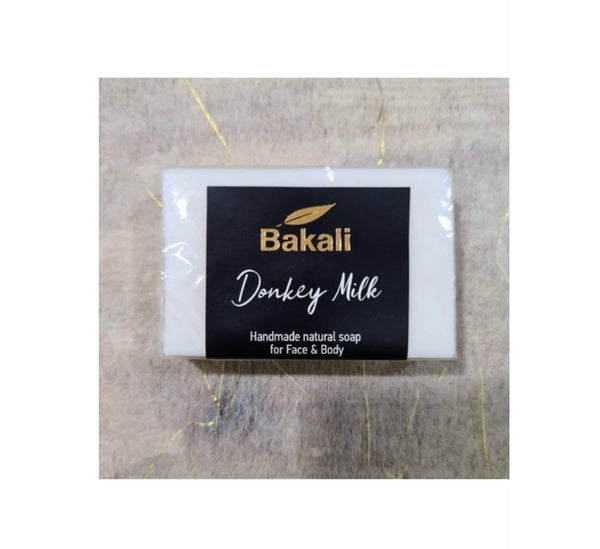 Bakali
Donkey Milk
Handmade natural soap
for Face & Body